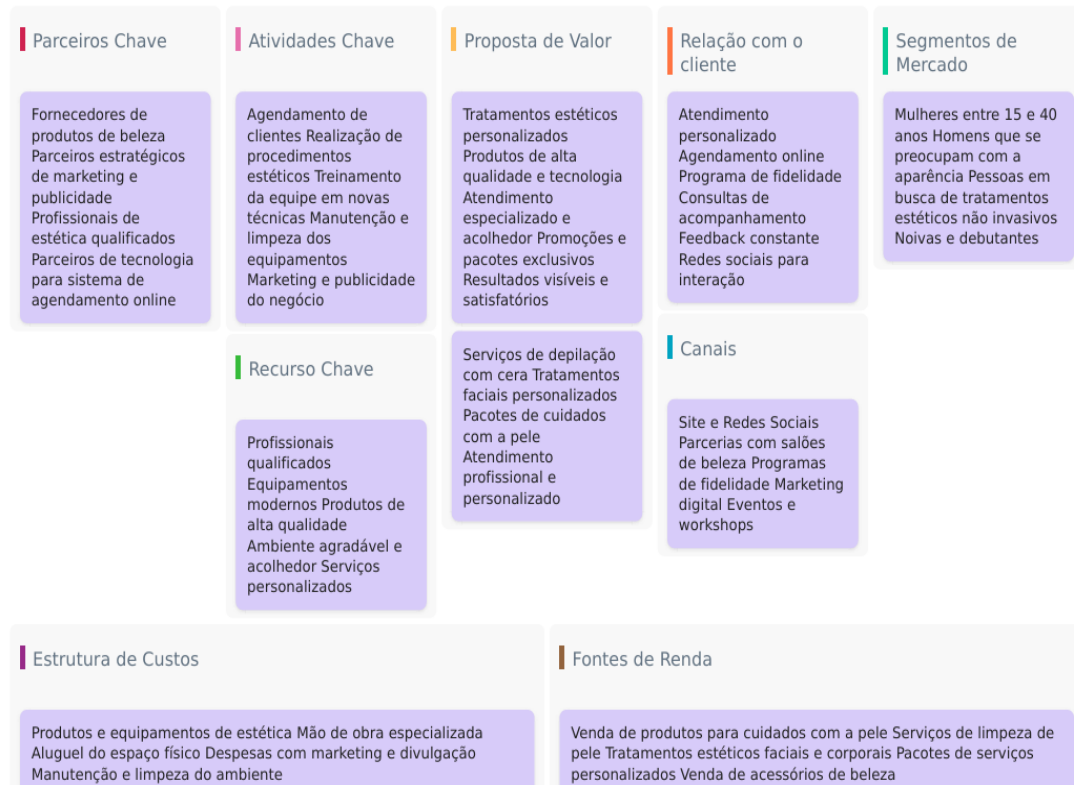 Parceiros Chave
Fornecedores de
produtos de beleza
Parceiros estratégicos
de marketing e
publicidade
Profissionais de
estética qualificados
Parceiros de tecnologia
para sistema de
agendamento online
Atividades Chave
Agendamento de
clientes Realização de
procedimentos
estéticos Treinamento
da equipe em novas
técnicas Manutenção e
limpeza dos
equipamentos
Marketing e publicidade
do negócio
Recurso Chave
Profissionais
qualificados
Equipamentos
modernos Produtos de
alta qualidade
Ambiente agradável e
acolhedor Serviços
personalizados
Proposta de Valor
Tratamentos estéticos
personalizados
Produtos de alta
qualidade e tecnologia
Atendimento
especializado e
acolhedor Promoções e
pacotes exclusivos
Resultados visíveis e
satisfatórios
Serviços de depilação
com cera Tratamentos
faciais personalizados
Pacotes de cuidados
com a pele
Atendimento
profissional e
personalizado
Relação com o
cliente
Atendimento
personalizado
Agendamento online
Programa de fidelidade
Consultas de
acompanhamento
Feedback constante
Redes sociais para
interação
Canais
Site e Redes Sociais
Parcerias com salões
de beleza Programas
de fidelidade Marketing
digital Eventos e
workshops
Segmentos de
Mercado
Mulheres entre 15 e 40
anos Homens que se
preocupam com a
aparência Pessoas em
busca de tratamentos
estéticos não invasivos
Noivas e debutantes
Estrutura de Custos
Produtos e equipamentos de estética Mão de obra especializada
Aluguel do espaço físico Despesas com marketing e divulgação
Manutenção e limpeza do ambiente
Fontes de Renda
Venda de produtos para cuidados com a pele Serviços de limpeza de
pele Tratamentos estéticos faciais e corporais Pacotes de serviços
personalizados Venda de acessórios de beleza